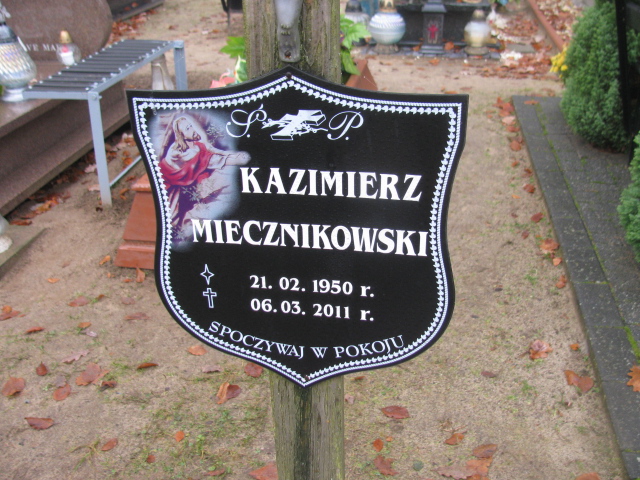 Ś. P.
KAZIMIERZ
MIECZNIKOWSKI
21. 02. 1950 r.
06. 03. 2011 r.
SPOCZYWAJ W POKOJU